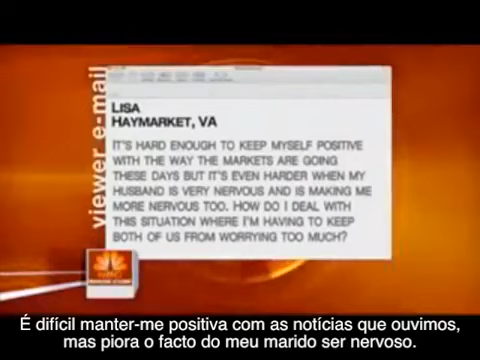 viewer e-mail
LISA
HAYMARKET, VA
IT'S HARD ENOUGH TO KEEP MYSELF POSITIVE
WITH THE WAY THE MARKETS ARE GOING
THESE DAYS BUT IT'S EVEN HARDER WHEN MY
HUSBAND IS VERY NERVOUS AND IS MAKING ME
MORE NERVOUS TOO. HOW DO I DEAL WITH
THIS SITUATION WHERE I'M HAVING TO KEEP
BOTH OF US FROM WORRYING TOO MUCH?
É difícil manter-me positiva com as notícias que ouvimos,
mas piora o facto do meu marido ser nervoso.